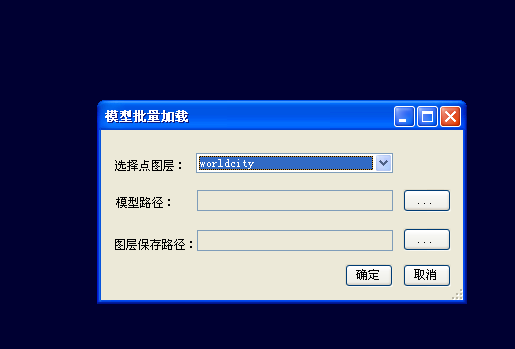 模型批量加载
选择点图层： worldcity
模型路径： ...
图层保存路径： ...
确定 取消